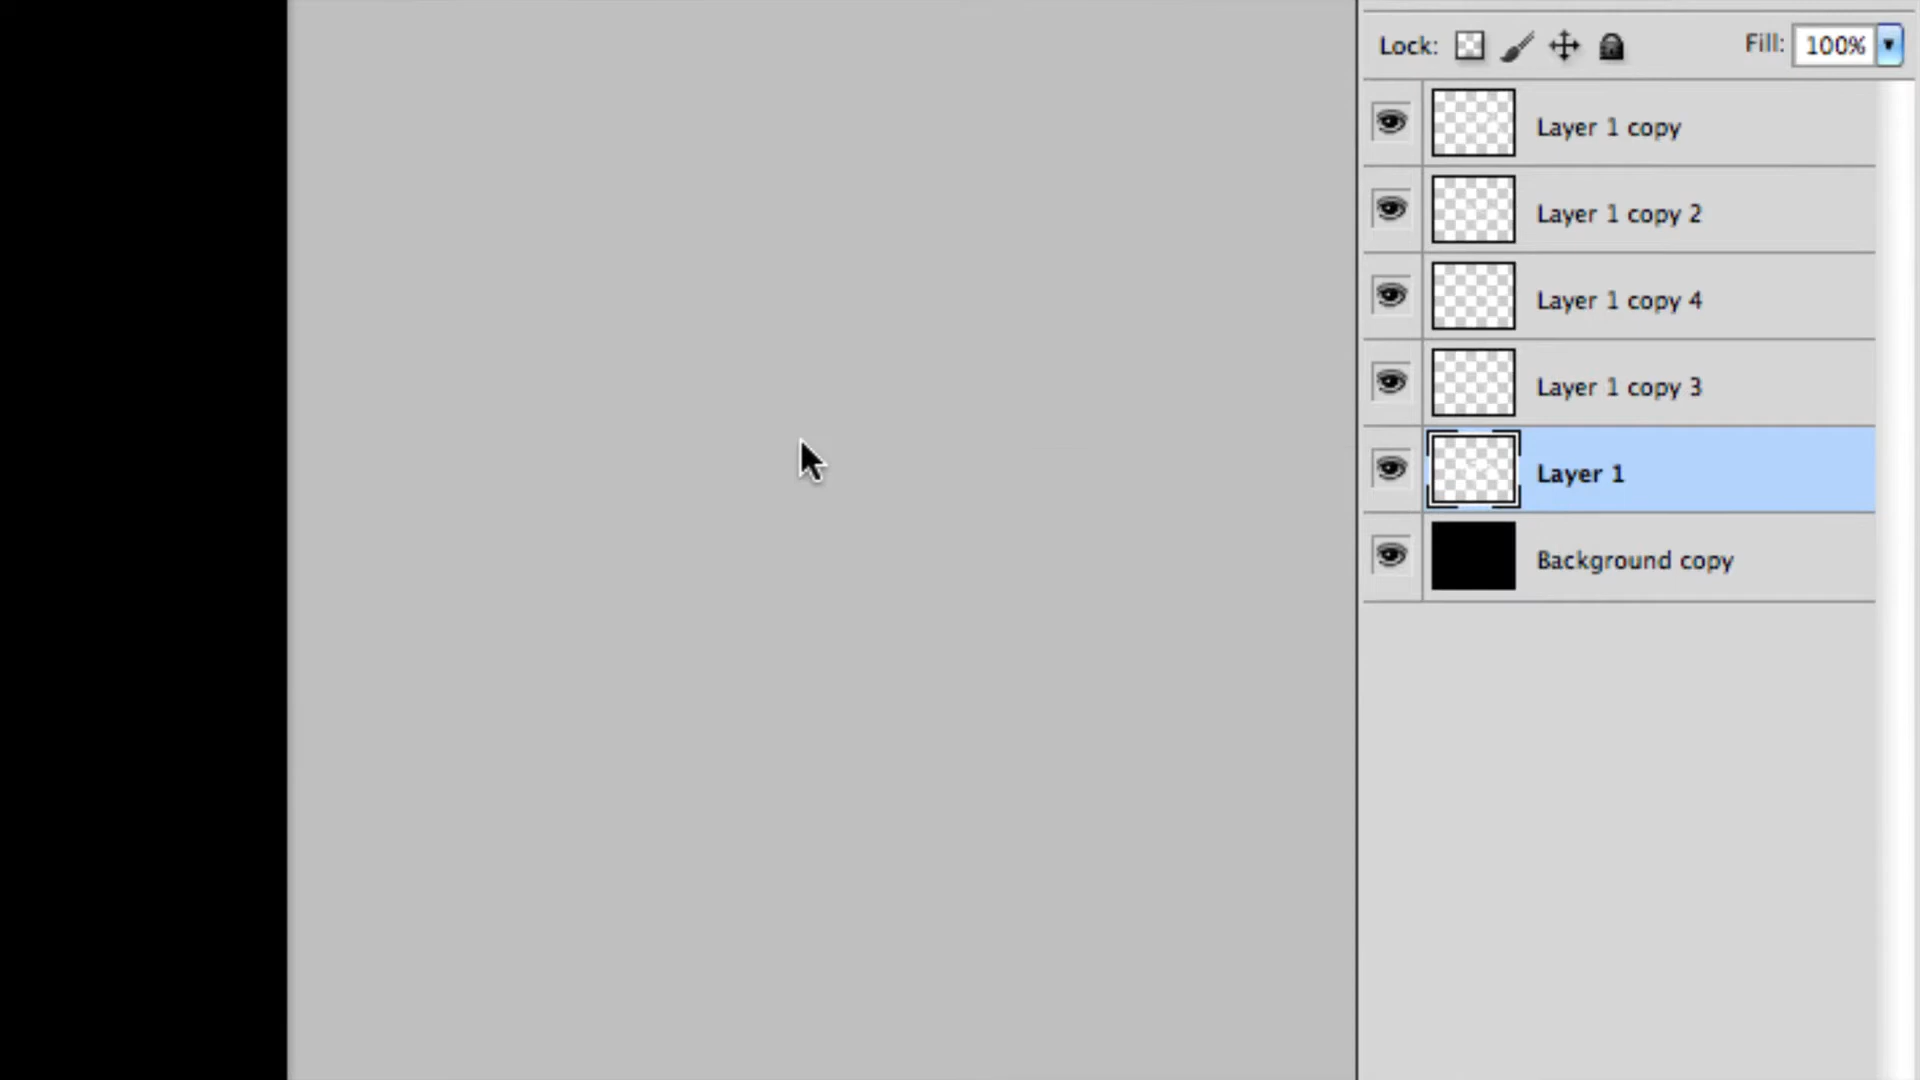 Lock: Fill: 100%
Layer 1 copy
Layer 1 copy 2
Layer 1 copy 4
Layer 1 copy 3
Layer 1
Background copy